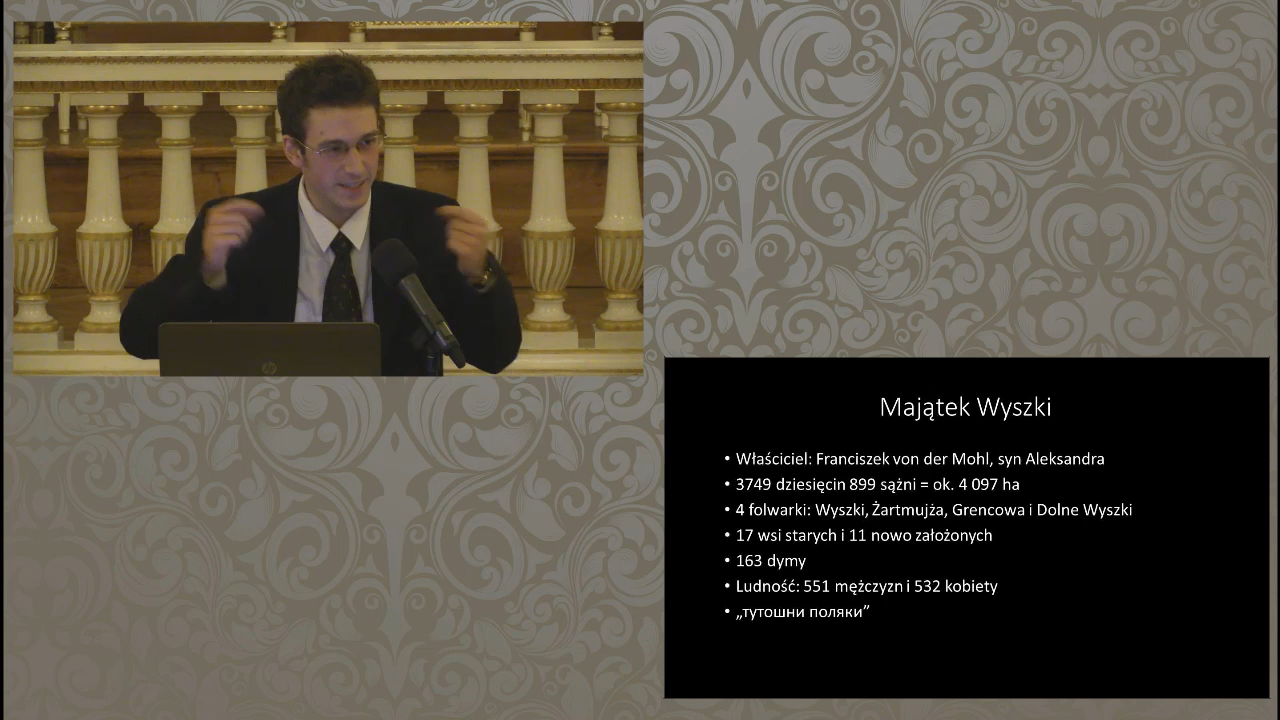 Majątek Wyszki
• Właściciel: Franciszek von der Mohl, syn Aleksandra
• 3749 dziesięcin 899 sążni = ok. 4 097 ha
• 4 folwarki: Wyszki, Żartmujża, Grencowa i Dolne Wyszki
• 17 wsi starych i 11 nowo założonych
• 163 dymy
• Ludność: 551 mężczyzn i 532 kobiety
• „тутошни поляки”
hp